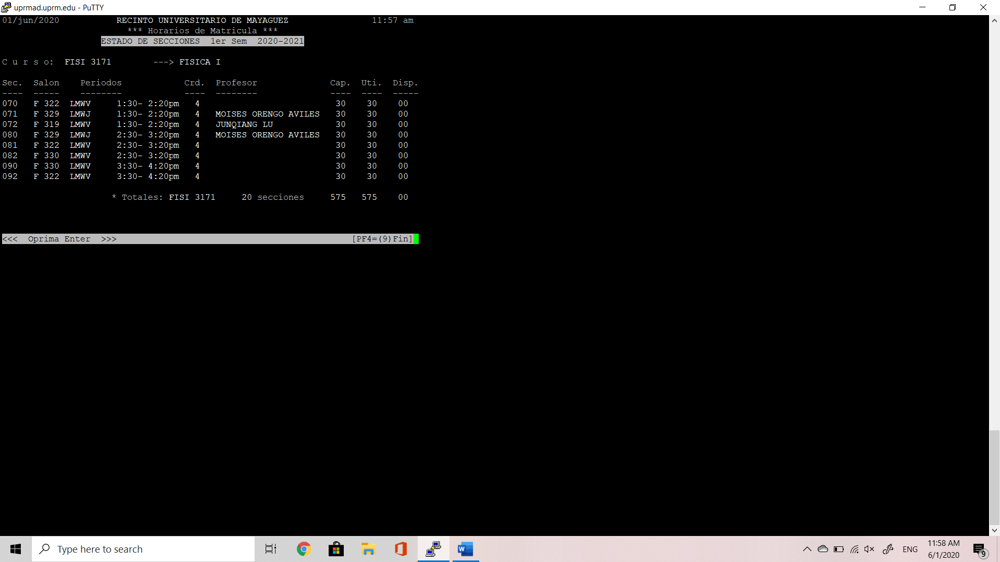 uprmad.uprm.edu - PuTTY
01/jun/2020 RECINTO UNIVERSITARIO DE MAYAGUEZ 11:57 am
*** Horarios de Matricula ***
ESTADO DE SECCIONES 1er Sem 2020-2021
C u r s o: FISI 3171 ---> FISICA I
Sec. Salon Periodos Crd. Profesor Cap. Uti. Disp.
---- ----- -------- ---- -------- ---- ---- -----
070 F 322 LMWV 1:30- 2:20pm 4 30 30 00
071 F 329 LMWJ 1:30- 2:20pm 4 MOISES ORENGO AVILES 30 30 00
072 F 319 LMWV 1:30- 2:20pm 4 JUNQIANG LU 30 30 00
080 F 329 LMWJ 2:30- 3:20pm 4 MOISES ORENGO AVILES 30 30 00
081 F 322 LMWV 2:30- 3:20pm 4 30 30 00
082 F 330 LMWV 2:30- 3:20pm 4 30 30 00
090 F 330 LMWV 3:30- 4:20pm 4 30 30 00
092 F 322 LMWV 3:30- 4:20pm 4 30 30 00
* Totales: FISI 3171 20 secciones 575 575 00
<<< Oprima Enter >>> [PF4=(9)Fin]
Type here to search
W
ENG
11:58 AM
6/1/2020
9